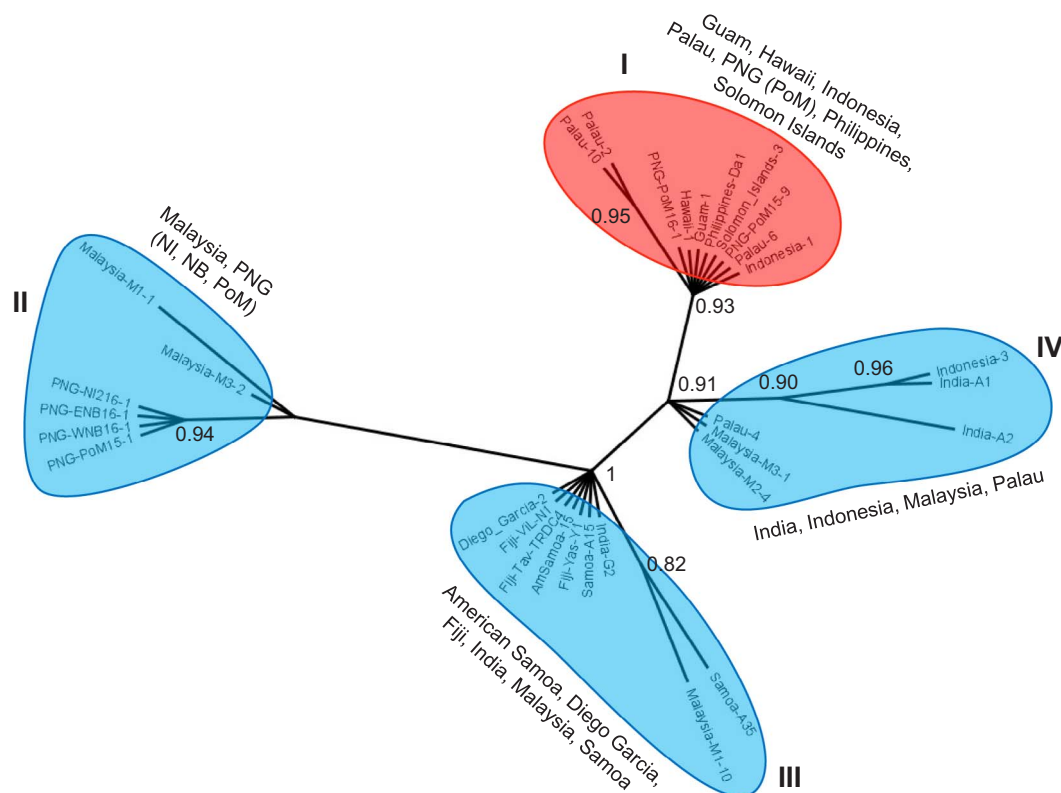 Guam, Hawaii, Indonesia,
Palau, PNG (PoM), Philippines,
Solomon Islands
I
Palau-2
Palau-10
PNG-PoM16-1
Guam-1
Philippines-Da1
Solomon_Islands-3
PNG-PoM15-9
Palau-6
Indonesia-1
0.95
0.93
Malaysia, PNG
(NI, NB, PoM)
II
Malaysia-M1-1
Malaysia-M3-2
PNG-NI216-1
PNG-ENB16-1
PNG-WNB16-1
PNG-PoM15-1
0.94
IV
0.91
0.90
0.96
Indonesia-3
India-A1
India-A2
Palau-4
Malaysia-M3-1
Malaysia-M2-4
India, Indonesia, Malaysia, Palau
1
Diego_Garcia-2
Fiji-ViL-N1
Fiji-Tav-TRDC4
AmSamoa-15
Fiji-Yas-Y1
Samoa-A15
India-G2
0.82
Samoa-A35
Malaysia-M1-10
American Samoa, Diego Garcia,
Fiji, India, Malaysia, Samoa
III